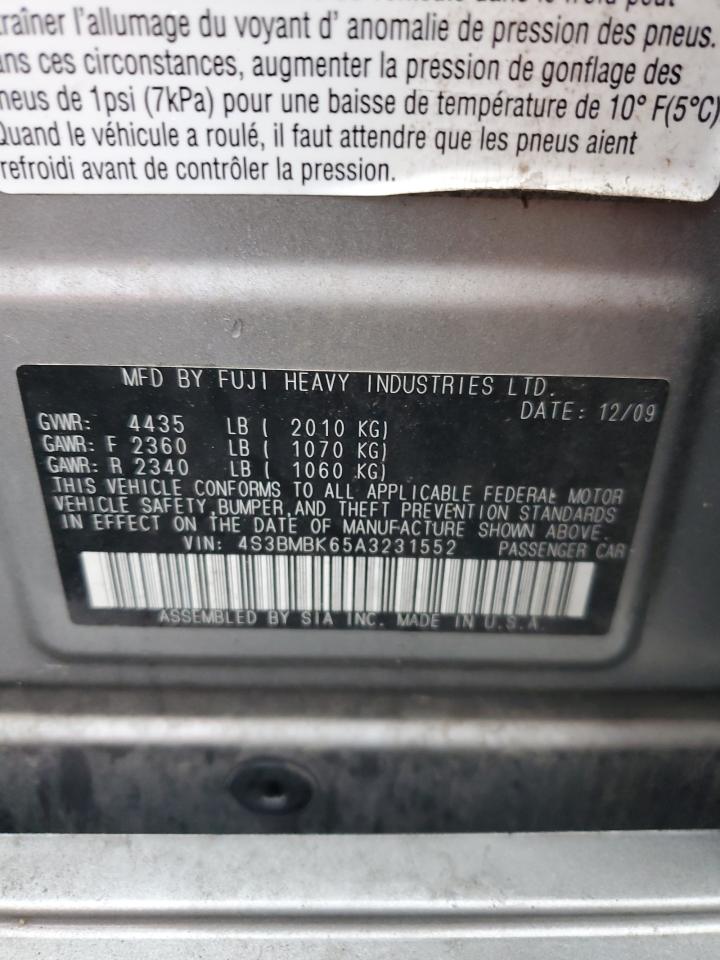 traîner l'allumage du voyant d' anomalie de pression des pneus.
ans ces circonstances, augmenter la pression de gonflage des
neus de 1psi (7kPa) pour une baisse de température de 10° F(5°C)
Quand le véhicule a roulé, il faut attendre que les pneus aient
refroidi avant de contrôler la pression.
MFD BY FUJI HEAVY INDUSTRIES LTD.
DATE: 12/09
GVWR: 4435 LB ( 2010 KG)
GAWR: F 2360 LB ( 1070 KG)
GAWR: R 2340 LB ( 1060 KG)
THIS VEHICLE CONFORMS TO ALL APPLICABLE FEDERAL MOTOR
VEHICLE SAFETY,BUMPER,AND THEFT PREVENTION STANDARDS
IN EFFECT ON THE DATE OF MANUFACTURE SHOWN ABOVE.
VIN: 4S3BMBK65A3231552 PASSENGER CAR
ASSEMBLED BY SIA INC. MADE IN U.S.A.